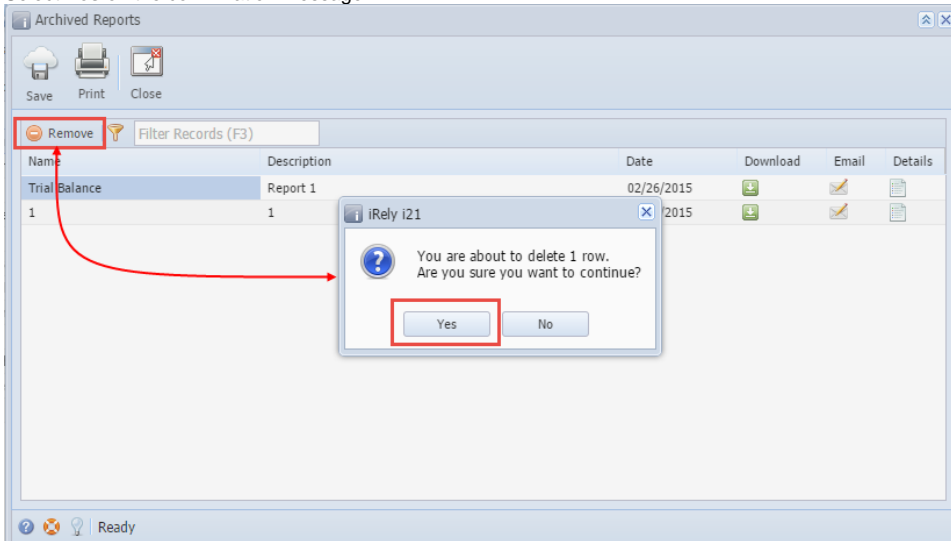 Archived Reports
Save Print Close
Remove Filter Records (F3)
Name Description Date Download Email Details
Trial Balance Report 1 02/26/2015
1 1 /2015
iRely i21
You are about to delete 1 row.
Are you sure you want to continue?
Yes No
Ready